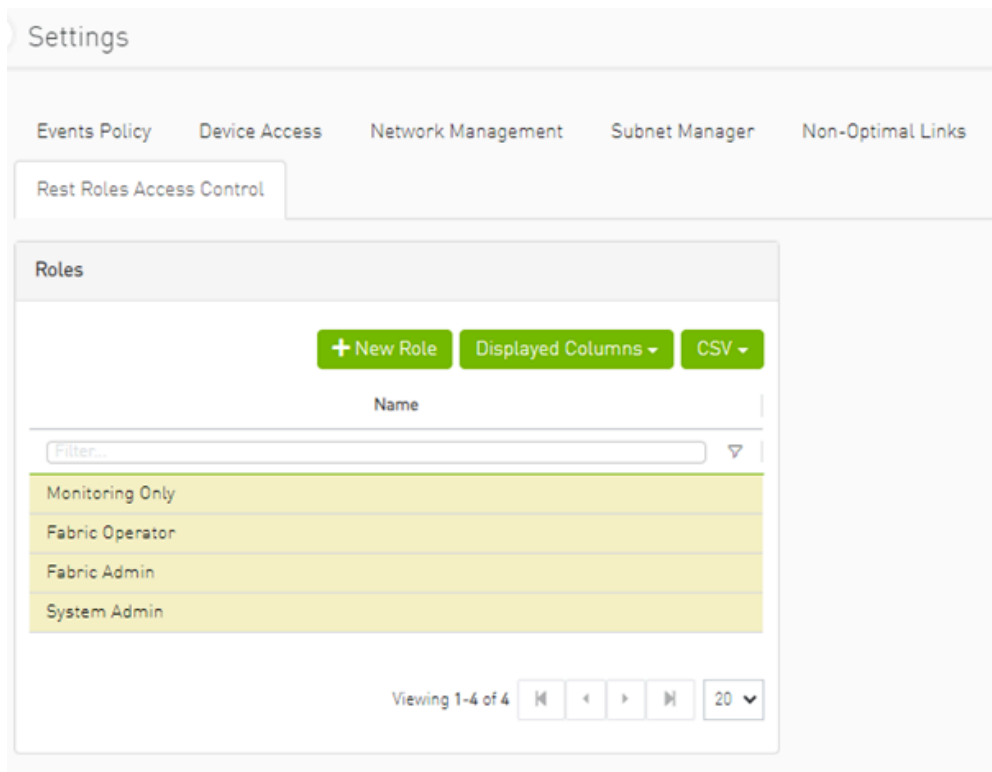 Settings
Events Policy Device Access Network Management Subnet Manager Non-Optimal Links
Rest Roles Access Control
Roles
+ New Role Displayed Columns CSV
Name
Filter...
Monitoring Only
Fabric Operator
Fabric Admin
System Admin
Viewing 1-4 of 4 20